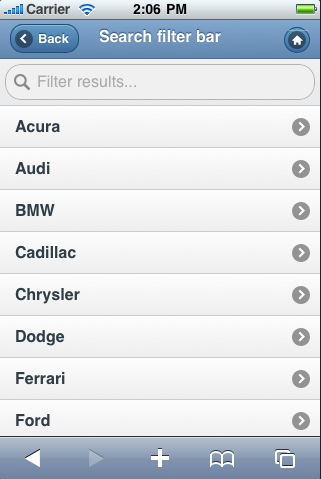 Carrier 2:06 PM
Back Search filter bar
Filter results...
Acura
Audi
BMW
Cadillac
Chrysler
Dodge
Ferrari
Ford